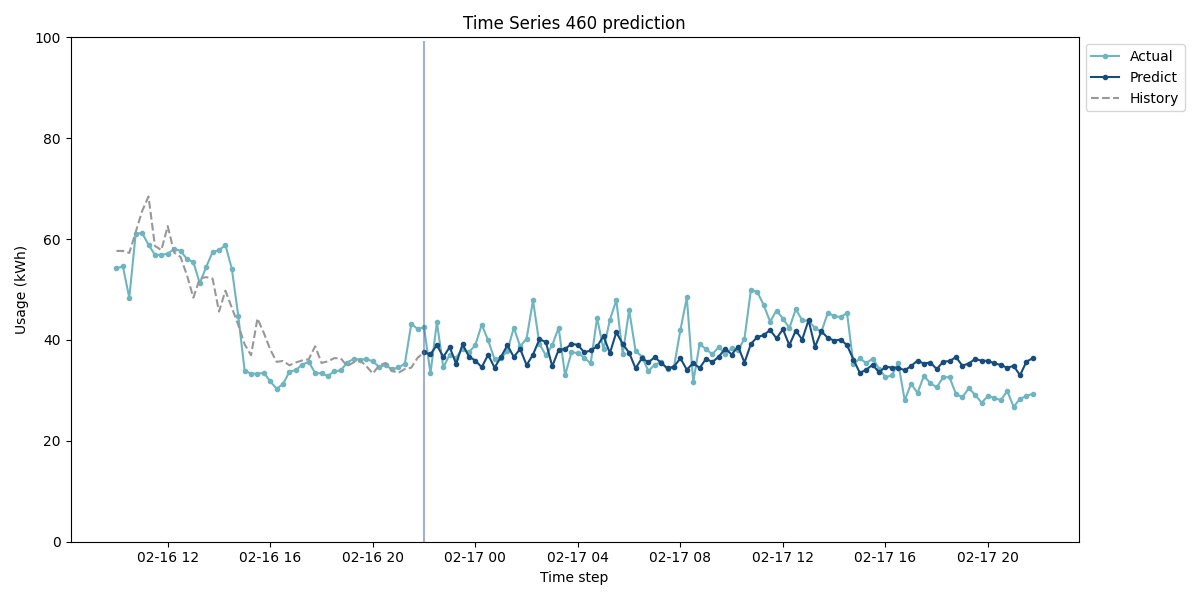 Time Series 460 prediction
Usage (kWh)
100
80
60
40
20
0
02-16 12
02-16 16
02-16 20
02-17 00
02-17 04
02-17 08
02-17 12
02-17 16
02-17 20
Time step
Actual
Predict
History